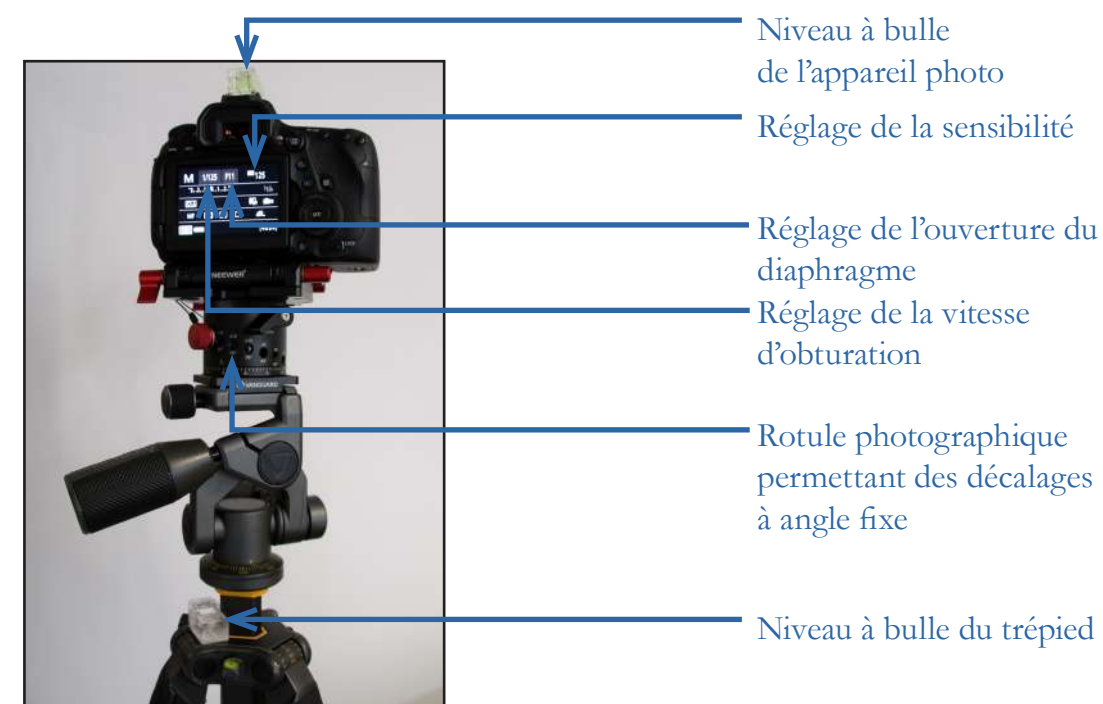 Niveau à bulle
de l'appareil photo
Réglage de la sensibilité
Réglage de l'ouverture du
diaphragme
Réglage de la vitesse
d'obturation
Rotule photographique
permettant des décalages
à angle fixe
Niveau à bulle du trépied
M 1/125 F11 125
NEEWER
VANGUARD